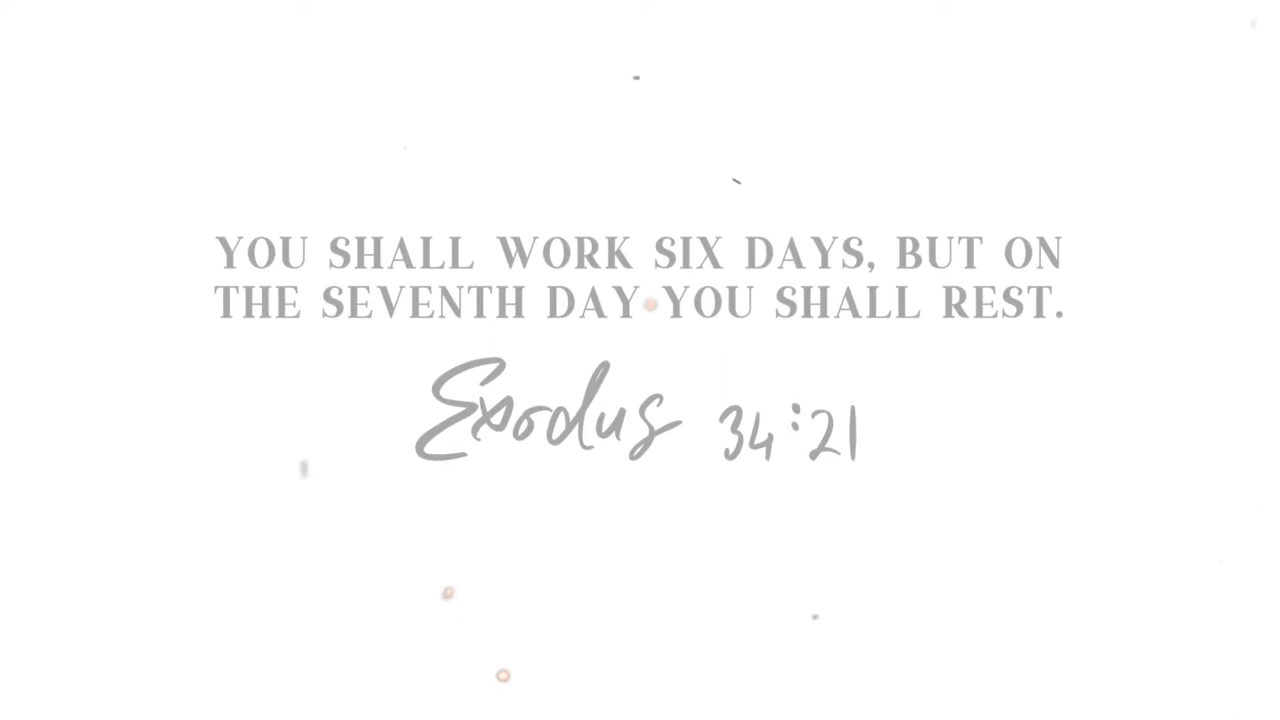 YOU SHALL WORK SIX DAYS, BUT ON
THE SEVENTH DAY YOU SHALL REST.
Exodus 34:21